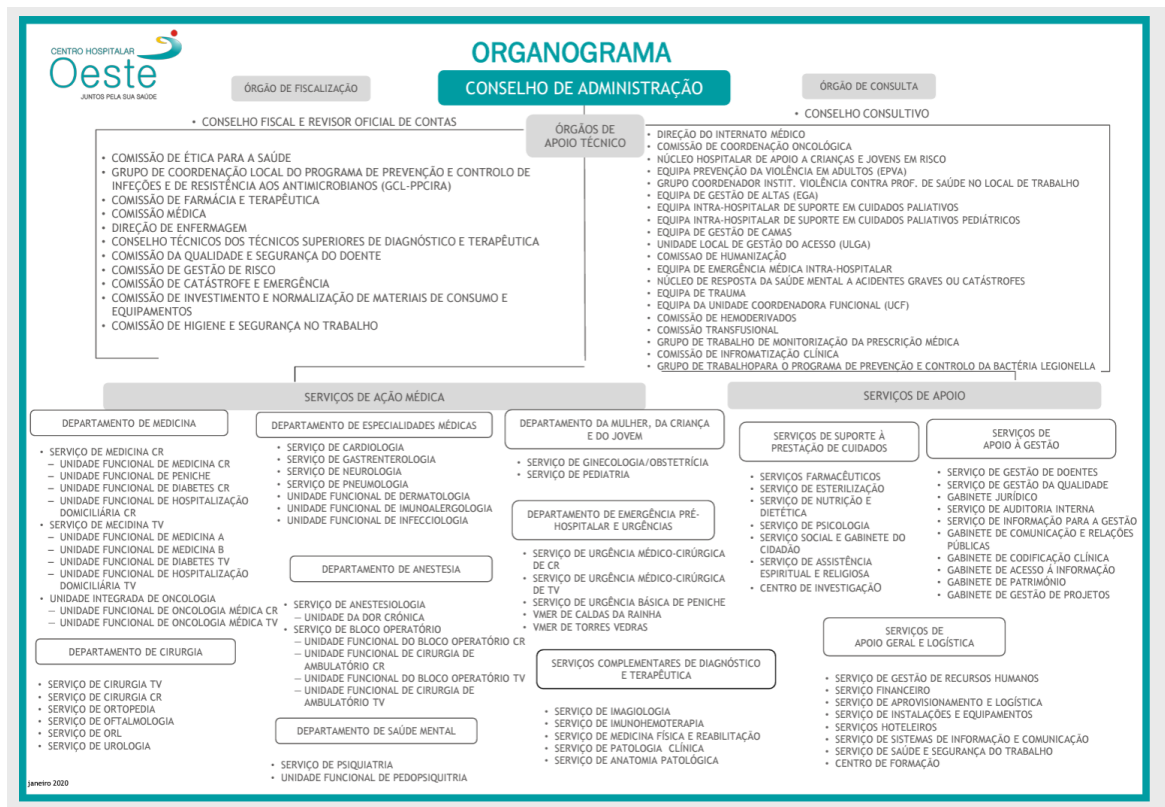 CENTRO HOSPITALAR
Oeste
JUNTOS PELA SUA SAÚDE
ORGANOGRAMA
CONSELHO DE ADMINISTRAÇÃO
ÓRGÃO DE FISCALIZAÇÃO
• CONSELHO FISCAL E REVISOR OFICIAL DE CONTAS
ÓRGÃO DE CONSULTA
• CONSELHO CONSULTIVO
ÓRGÃOS DE
APOIO TÉCNICO
• COMISSÃO DE ÉTICA PARA A SAÚDE
• GRUPO DE COORDENAÇÃO LOCAL DO PROGRAMA DE PREVENÇÃO E CONTROLO DE
INFEÇÕES E DE RESISTÊNCIA AOS ANTIMICROBIANOS (GCL-PPCIRA)
• COMISSÃO DE FARMÁCIA E TERAPÊUTICA
• COMISSÃO MÉDICA
• DIREÇÃO DE ENFERMAGEM
• CONSELHO TÉCNICOS DOS TÉCNICOS SUPERIORES DE DIAGNÓSTICO E TERAPÊUTICA
• COMISSÃO DA QUALIDADE E SEGURANÇA DO DOENTE
• COMISSÃO DE GESTÃO DE RISCO
• COMISSÃO DE CATÁSTROFE E EMERGÊNCIA
• COMISSÃO DE INVESTIMENTO E NORMALIZAÇÃO DE MATERIAIS DE CONSUMO E
EQUIPAMENTOS
• COMISSÃO DE HIGIENE E SEGURANÇA NO TRABALHO
• DIREÇÃO DO INTERNATO MÉDICO
• COMISSÃO DE COORDENAÇÃO ONCOLÓGICA
• NÚCLEO HOSPITALAR DE APOIO A CRIANÇAS E JOVENS EM RISCO
• EQUIPA PREVENÇÃO DA VIOLÊNCIA EM ADULTOS (EPVA)
• GRUPO COORDENADOR INSTIT. VIOLÊNCIA CONTRA PROF. DE SAÚDE NO LOCAL DE TRABALHO
• EQUIPA DE GESTÃO DE ALTAS (EGA)
• EQUIPA INTRA-HOSPITALAR DE SUPORTE EM CUIDADOS PALIATIVOS
• EQUIPA INTRA-HOSPITALAR DE SUPORTE EM CUIDADOS PALIATIVOS PEDIÁTRICOS
• EQUIPA DE GESTÃO DE CAMAS
• UNIDADE LOCAL DE GESTÃO DO ACESSO (ULGA)
• COMISSAO DE HUMANIZAÇÃO
• EQUIPA DE EMERGÊNCIA MÉDICA INTRA-HOSPITALAR
• NÚCLEO DE RESPOSTA DA SAÚDE MENTAL A ACIDENTES GRAVES OU CATÁSTROFES
• EQUIPA DE TRAUMA
• EQUIPA DA UNIDADE COORDENADORA FUNCIONAL (UCF)
• COMISSÃO DE HEMODERIVADOS
• COMISSÃO TRANSFUSIONAL
• GRUPO DE TRABALHO DE MONITORIZAÇÃO DA PRESCRIÇÃO MÉDICA
• COMISSÃO DE INFROMATIZAÇÃO CLÍNICA
• GRUPO DE TRABALHOPARA O PROGRAMA DE PREVENÇÃO E CONTROLO DA BACTÉRIA LEGIONELLA
SERVIÇOS DE AÇÃO MÉDICA
DEPARTAMENTO DE MEDICINA
• SERVIÇO DE MEDICINA CR
– UNIDADE FUNCIONAL DE MEDICINA CR
– UNIDADE FUNCIONAL DE PENICHE
– UNIDADE FUNCIONAL DE DIABETES CR
– UNIDADE FUNCIONAL DE HOSPITALIZAÇÃO
DOMICILIÁRIA CR
• SERVIÇO DE MECIDINA TV
– UNIDADE FUNCIONAL DE MEDICINA A
– UNIDADE FUNCIONAL DE MEDICINA B
– UNIDADE FUNCIONAL DE DIABETES TV
– UNIDADE FUNCIONAL DE HOSPITALIZAÇÃO
DOMICILIÁRIA TV
• UNIDADE INTEGRADA DE ONCOLOGIA
– UNIDADE FUNCIONAL DE ONCOLOGIA MÉDICA CR
– UNIDADE FUNCIONAL DE ONCOLOGIA MÉDICA TV
DEPARTAMENTO DE CIRURGIA
• SERVIÇO DE CIRURGIA TV
• SERVIÇO DE CIRURGIA CR
• SERVIÇO DE ORTOPEDIA
• SERVIÇO DE OFTALMOLOGIA
• SERVIÇO DE ORL
• SERVIÇO DE UROLOGIA
DEPARTAMENTO DE ESPECIALIDADES MÉDICAS
• SERVIÇO DE CARDIOLOGIA
• SERVIÇO DE GASTRENTEROLOGIA
• SERVIÇO DE NEUROLOGIA
• SERVIÇO DE PNEUMOLOGIA
• UNIDADE FUNCIONAL DE DERMATOLOGIA
• UNIDADE FUNCIONAL DE IMUNOALERGOLOGIA
• UNIDADE FUNCIONAL DE INFECCIOLOGIA
DEPARTAMENTO DE ANESTESIA
• SERVIÇO DE ANESTESIOLOGIA
– UNIDADE DA DOR CRÓNICA
• SERVIÇO DE BLOCO OPERATÓRIO
– UNIDADE FUNCIONAL DO BLOCO OPERATÓRIO CR
– UNIDADE FUNCIONAL DE CIRURGIA DE
AMBULATÓRIO CR
– UNIDADE FUNCIONAL DO BLOCO OPERATÓRIO TV
– UNIDADE FUNCIONAL DE CIRURGIA DE
AMBULATÓRIO TV
DEPARTAMENTO DE SAÚDE MENTAL
• SERVIÇO DE PSIQUIATRIA
• UNIDADE FUNCIONAL DE PEDOPSIQUITRIA
DEPARTAMENTO DA MULHER, DA CRIANÇA
E DO JOVEM
• SERVIÇO DE GINECOLOGIA/OBSTETRÍCIA
• SERVIÇO DE PEDIATRIA
DEPARTAMENTO DE EMERGÊNCIA PRÉ-
HOSPITALAR E URGÊNCIAS
• SERVIÇO DE URGÊNCIA MÉDICO-CIRÚRGICA
DE CR
• SERVIÇO DE URGÊNCIA MÉDICO-CIRÚRGICA
DE TV
• SERVIÇO DE URGÊNCIA BÁSICA DE PENICHE
• VMER DE CALDAS DA RAINHA
• VMER DE TORRES VEDRAS
SERVIÇOS COMPLEMENTARES DE DIAGNÓSTICO
E TERAPÊUTICA
• SERVIÇO DE IMAGIOLOGIA
• SERVIÇO DE IMUNOHEMOTERAPIA
• SERVIÇO DE MEDICINA FÍSICA E REABILITAÇÃO
• SERVIÇO DE PATOLOGIA CLÍNICA
• SERVIÇO DE ANATOMIA PATOLÓGICA
SERVIÇOS DE APOIO
SERVIÇOS DE SUPORTE À
PRESTAÇÃO DE CUIDADOS
• SERVIÇOS FARMACÊUTICOS
• SERVIÇO DE ESTERILIZAÇÃO
• SERVIÇO DE NUTRIÇÃO E
DIETÉTICA
• SERVIÇO DE PSICOLOGIA
• SERVIÇO SOCIAL E GABINETE DO
CIDADÃO
• SERVIÇO DE ASSISTÊNCIA
ESPIRITUAL E RELIGIOSA
• CENTRO DE INVESTIGAÇÃO
SERVIÇOS DE
APOIO À GESTÃO
• SERVIÇO DE GESTÃO DE DOENTES
• SERVIÇO DE GESTÃO DA QUALIDADE
• GABINETE JURÍDICO
• SERVIÇO DE AUDITORIA INTERNA
• SERVIÇO DE INFORMAÇÃO PARA A GESTÃO
• GABINETE DE COMUNICAÇÃO E RELAÇÕES
PÚBLICAS
• GABINETE DE CODIFICAÇÃO CLÍNICA
• GABINETE DE ACESSO Á INFORMAÇÃO
• GABINETE DE PATRIMÓNIO
• GABINETE DE GESTÃO DE PROJETOS
SERVIÇOS DE
APOIO GERAL E LOGÍSTICA
• SERVIÇO DE GESTÃO DE RECURSOS HUMANOS
• SERVIÇO FINANCEIRO
• SERVIÇO DE APROVISIONAMENTO E LOGÍSTICA
• SERVIÇO DE INSTALAÇÕES E EQUIPAMENTOS
• SERVIÇOS HOTELEIROS
• SERVIÇO DE SISTEMAS DE INFORMAÇÃO E COMUNICAÇÃO
• SERVIÇO DE SAÚDE E SEGURANÇA DO TRABALHO
• CENTRO DE FORMAÇÃO
janeiro 2020